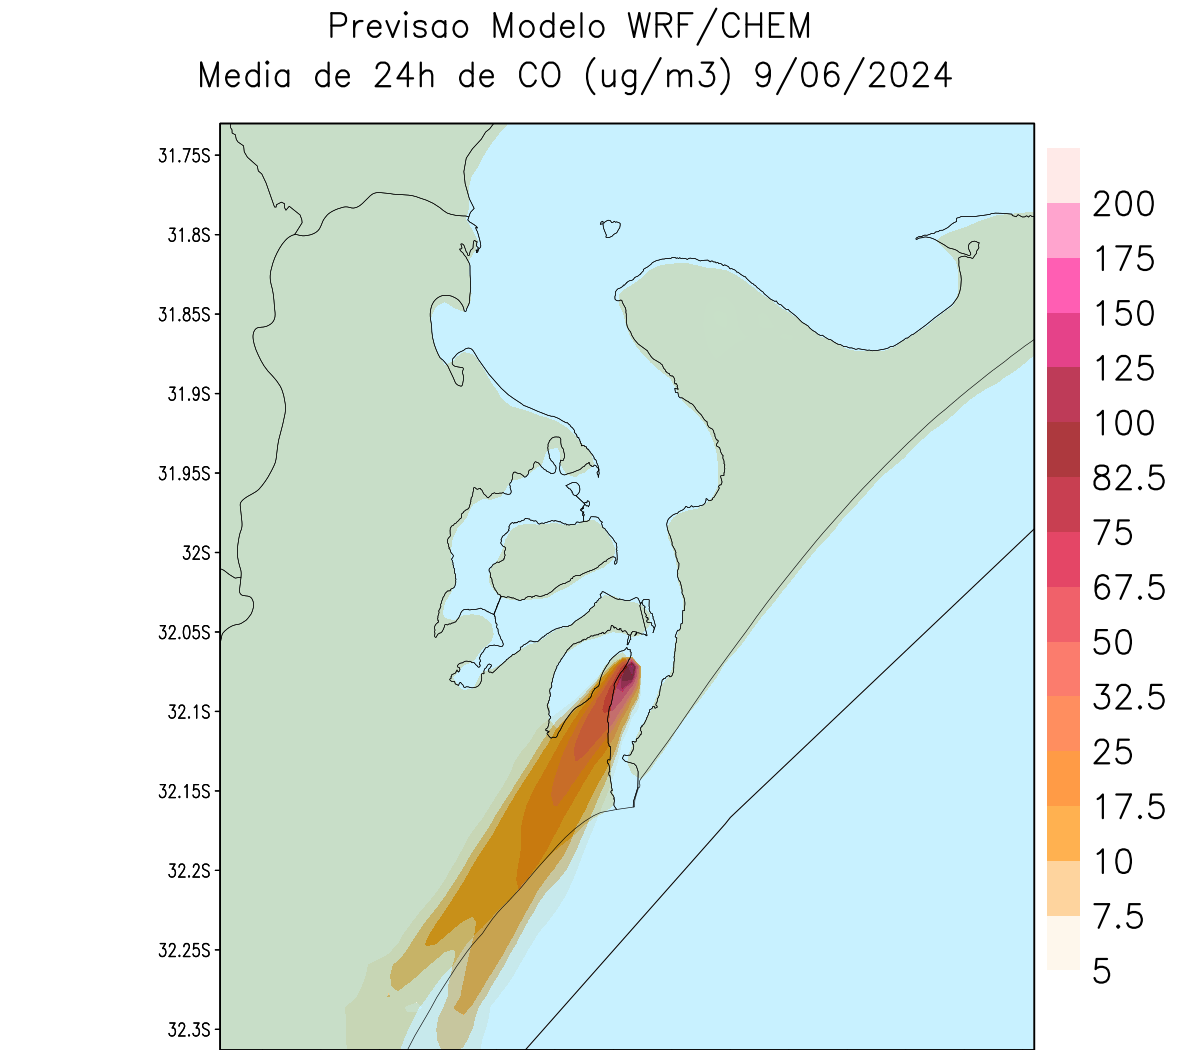 Previsao Modelo WRF/CHEM
Media de 24h de CO (ug/m3) 9/06/2024
31.75S
31.8S
31.85S
31.9S
31.95S
32S
32.05S
32.1S
32.15S
32.2S
32.25S
32.3S
200
175
150
125
100
82.5
75
67.5
50
32.5
25
17.5
10
7.5
5